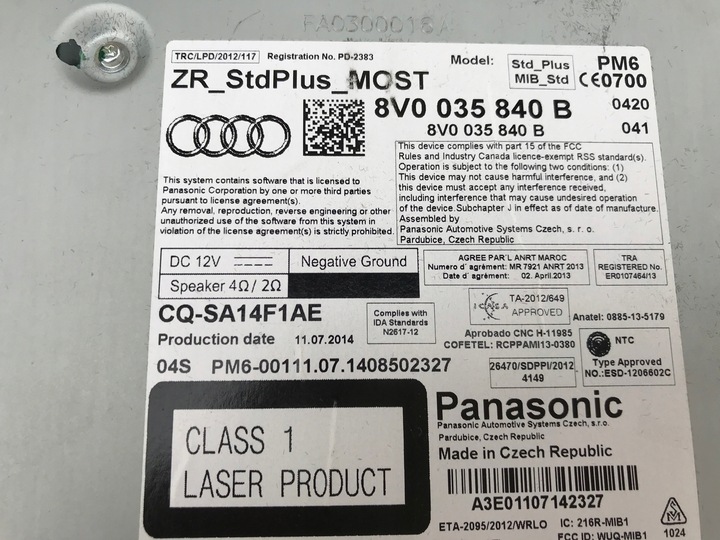 FA0300018A
TRC/LPD/2012/117 Registration No. PD-2383 Model: Std_Plus MIB_Std PM6
ZR_StdPlus_MOST CE0700
8V0 035 840 B 0420
8V0 035 840 B 041
This device complies with part 15 of the FCC
Rules and Industry Canada licence-exempt RSS standard(s).
Operation is subject to the following two conditions: (1)
This device may not cause harmful interference, and (2)
this device must accept any interference received,
including interference that may cause undesired operation
of the device.Subchapter J in effect as of date of manufacture.
Assembled by
Panasonic Automotive Systems Czech, s. r. o.
Pardubice, Czech Republic
This system contains software that is licensed to
Panasonic Corporation by one or more third parties
pursuant to license agreement(s).
Any removal, reproduction, reverse engineering or other
unauthorized use of the software from this system in
violation of the license agreement(s) is strictly prohibited.
DC 12V Negative Ground
Speaker 4Ω/ 2Ω
AGREE PAR´L ANRT MAROC
Numero d´ agrément: MR 7921 ANRT 2013
Date d´ agrément: 02. April.2013
TRA
REGISTERED No.
ER0107464/13
CQ-SA14F1AE
Complies with
IDA Standards
N2517-12
ICASA TA-2012/649
APPROVED
Anatel: 0885-13-5179
Production date 11.07.2014
Aprobado CNC H-11985
COFETEL: RCPPAMI13-0380
NTC
Type Approved
NO.:ESD-1206602C
04S PM6-00111.07.1408502327
26470/SDPPI/2012
4149
CLASS 1
LASER PRODUCT
Panasonic
Panasonic Automotive Systems Czech, s.r.o.
Pardubice, Czech Republic
Made in Czech Republic
A3E01107142327
ETA-2095/2012/WRLO IC: 216R-MIB1
FCC ID: WUQ-MIB1
1024